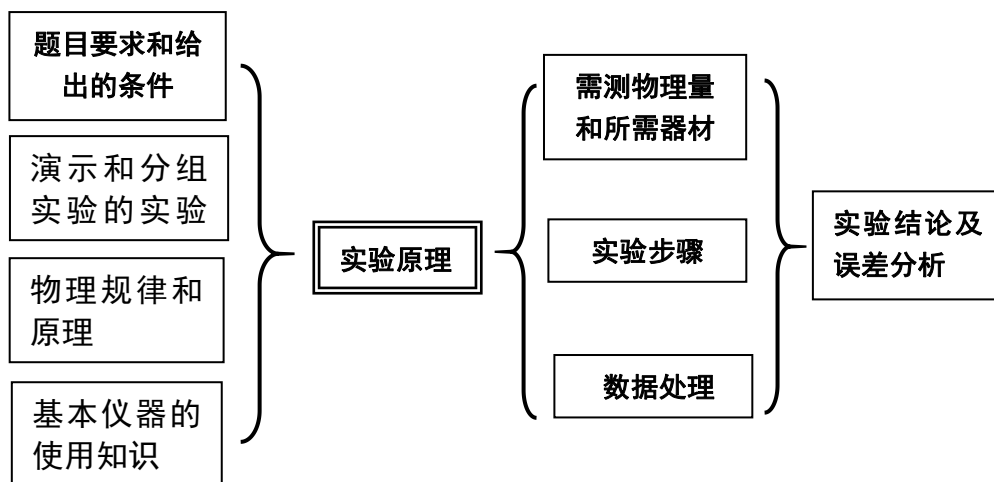 题目要求和给
出的条件
演示和分组
实验的实验
物理规律和
原理
基本仪器的
使用知识
实验原理
需测物理量
和所需器材
实验步骤
数据处理
实验结论及
误差分析